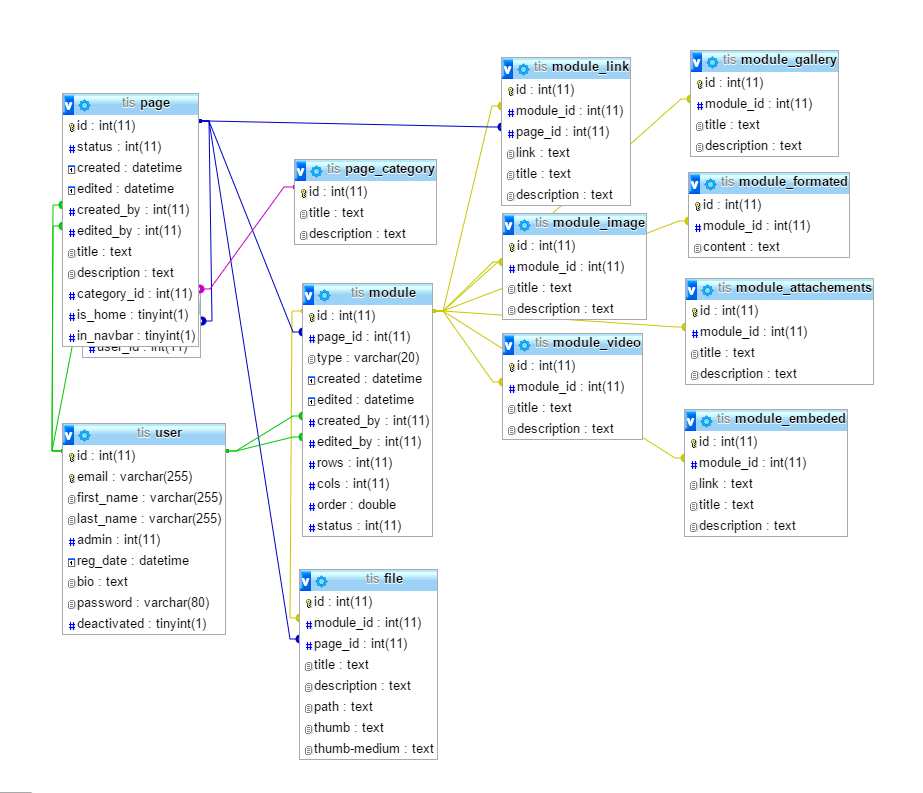 tis page
id : int(11)
status : int(11)
created : datetime
edited : datetime
created_by : int(11)
edited_by : int(11)
title : text
description : text
category_id : int(11)
is_home : tinyint(1)
in_navbar : tinyint(1)
user_id : int(11)
tis user
id : int(11)
email : varchar(255)
first_name : varchar(255)
last_name : varchar(255)
admin : int(11)
reg_date : datetime
bio : text
password : varchar(80)
deactivated : tinyint(1)
tis page_category
id : int(11)
title : text
description : text
tis module
id : int(11)
page_id : int(11)
type : varchar(20)
created : datetime
edited : datetime
created_by : int(11)
edited_by : int(11)
rows : int(11)
cols : int(11)
order : double
status : int(11)
tis file
id : int(11)
module_id : int(11)
page_id : int(11)
title : text
description : text
path : text
thumb : text
thumb-medium : text
tis module_link
id : int(11)
module_id : int(11)
page_id : int(11)
link : text
title : text
description : text
tis module_image
id : int(11)
module_id : int(11)
title : text
description : text
tis module_video
id : int(11)
module_id : int(11)
title : text
description : text
tis module_gallery
id : int(11)
module_id : int(11)
title : text
description : text
tis module_formated
id : int(11)
module_id : int(11)
content : text
tis module_attachements
id : int(11)
module_id : int(11)
title : text
description : text
tis module_embeded
id : int(11)
module_id : int(11)
link : text
title : text
description : text